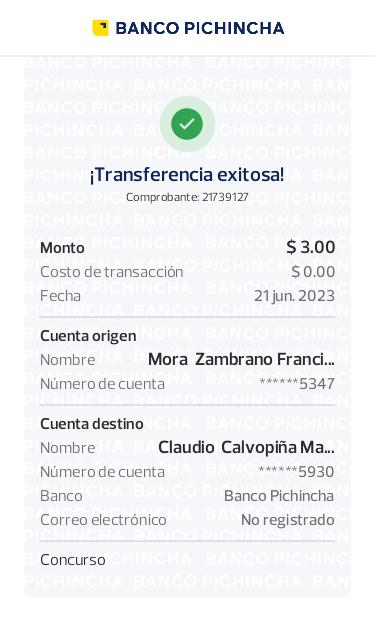 BANCO PICHINCHA
¡Transferencia exitosa!
Comprobante: 21739127
Monto $ 3.00
Costo de transacción $ 0.00
Fecha 21 jun. 2023
Cuenta origen
Nombre Mora Zambrano Franci...
Número de cuenta ******5347
Cuenta destino
Nombre Claudio Calvopiña Ma...
Número de cuenta ******5930
Banco Banco Pichincha
Correo electrónico No registrado
Concurso